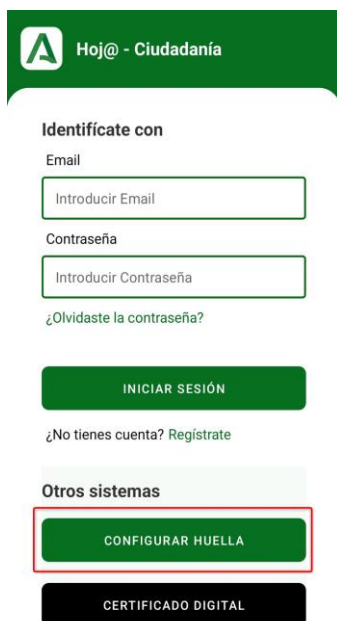 Hoj@ - Ciudadanía
Identifícate con
Email
Introducir Email
Contraseña
Introducir Contraseña
¿Olvidaste la contraseña?
INICIAR SESIÓN
¿No tienes cuenta? Regístrate
Otros sistemas
CONFIGURAR HUELLA
CERTIFICADO DIGITAL